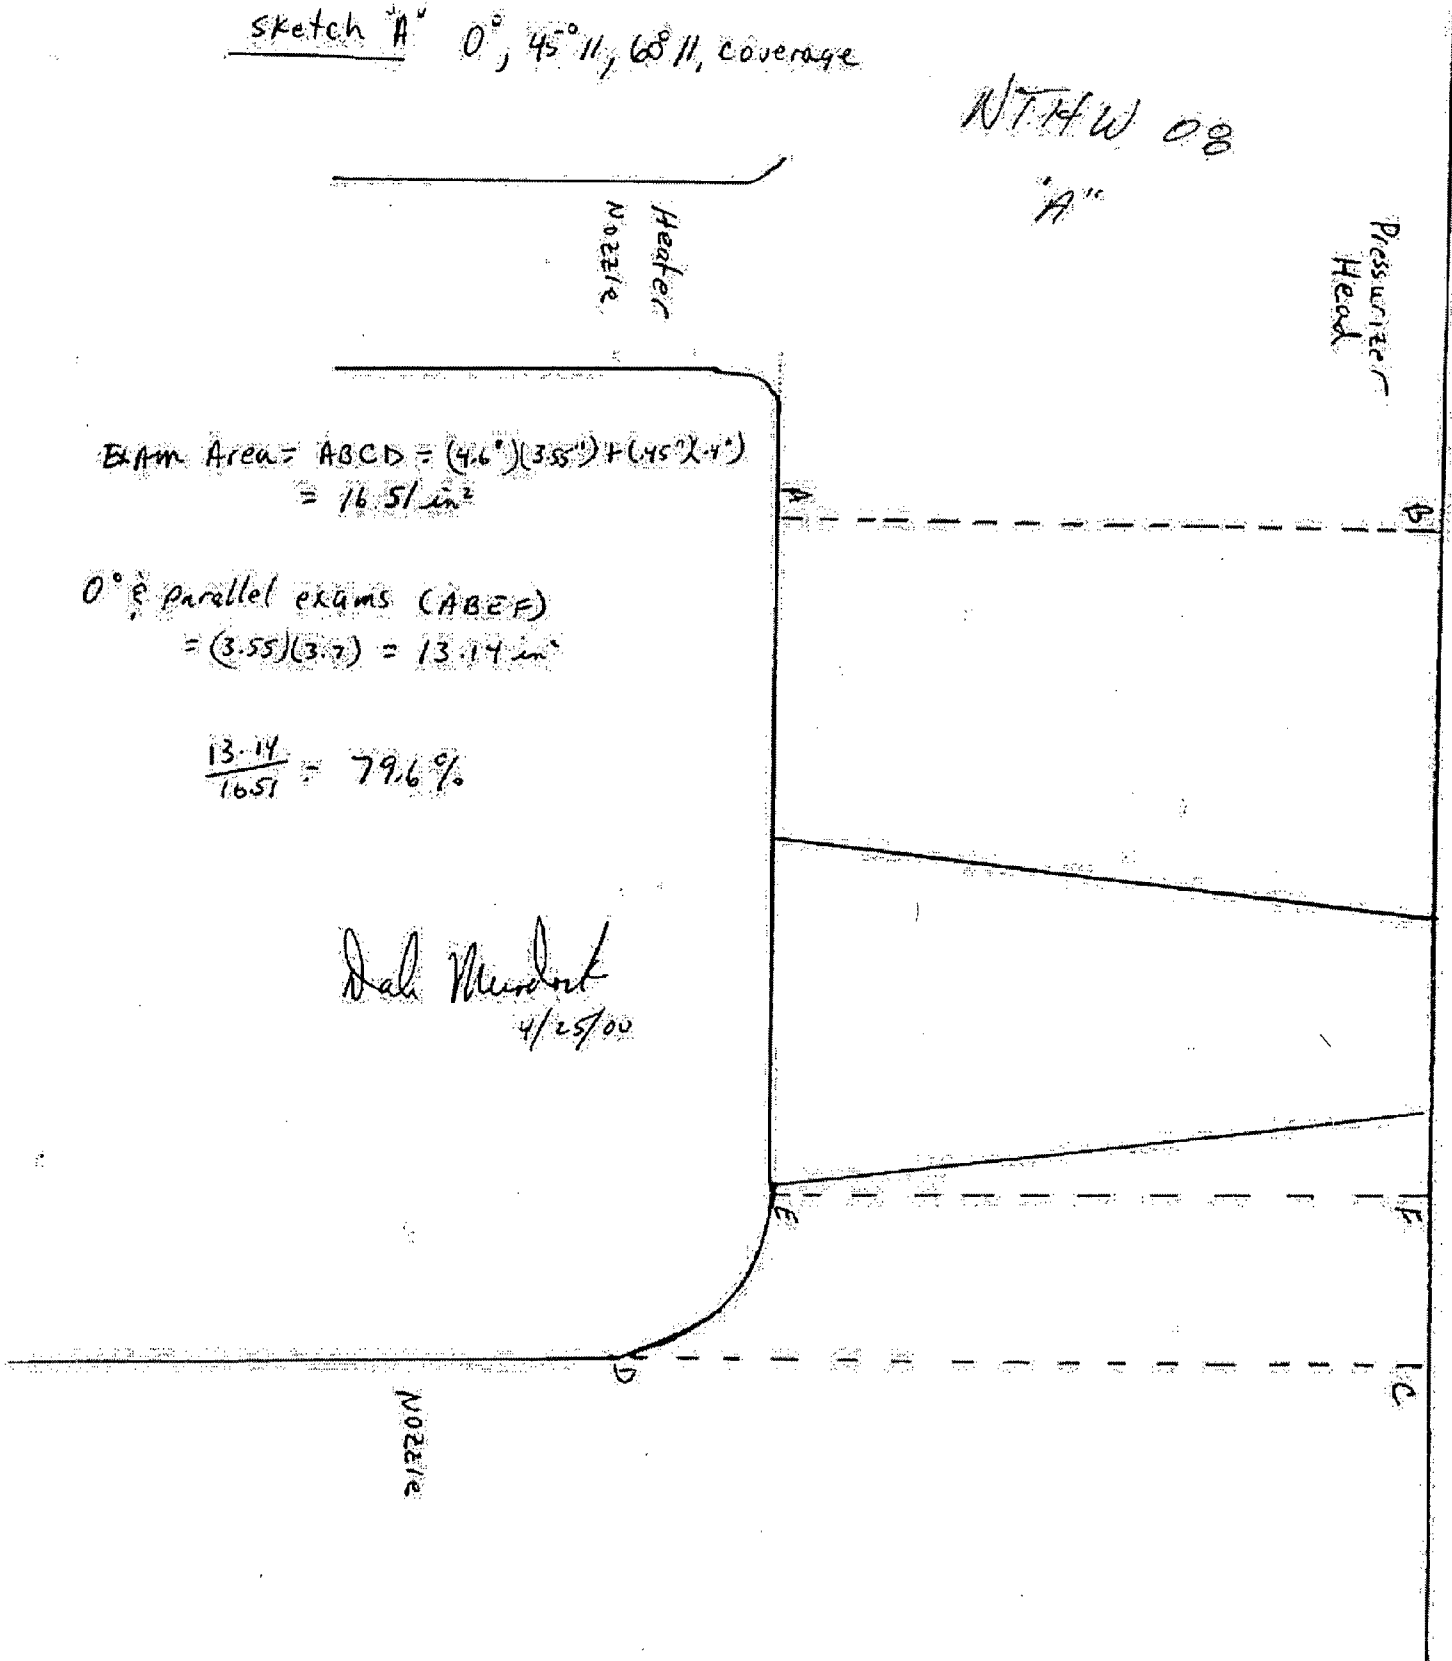 sketch "A" 0°, 45° //, 60° //, coverage
NTHW 08
"A"
Pressurizer
Head
Heater
Nozzle
ExAm Area = ABCD = (4.6")(3.55") + (.45")(.4")
= 16.51 in²
A
B
0° & parallel exams (ABEF)
= (3.55)(3.7) = 13.14 in²
13.14
16.51
= 79.6 %
4/25/00
E
F
D
C
Nozzle